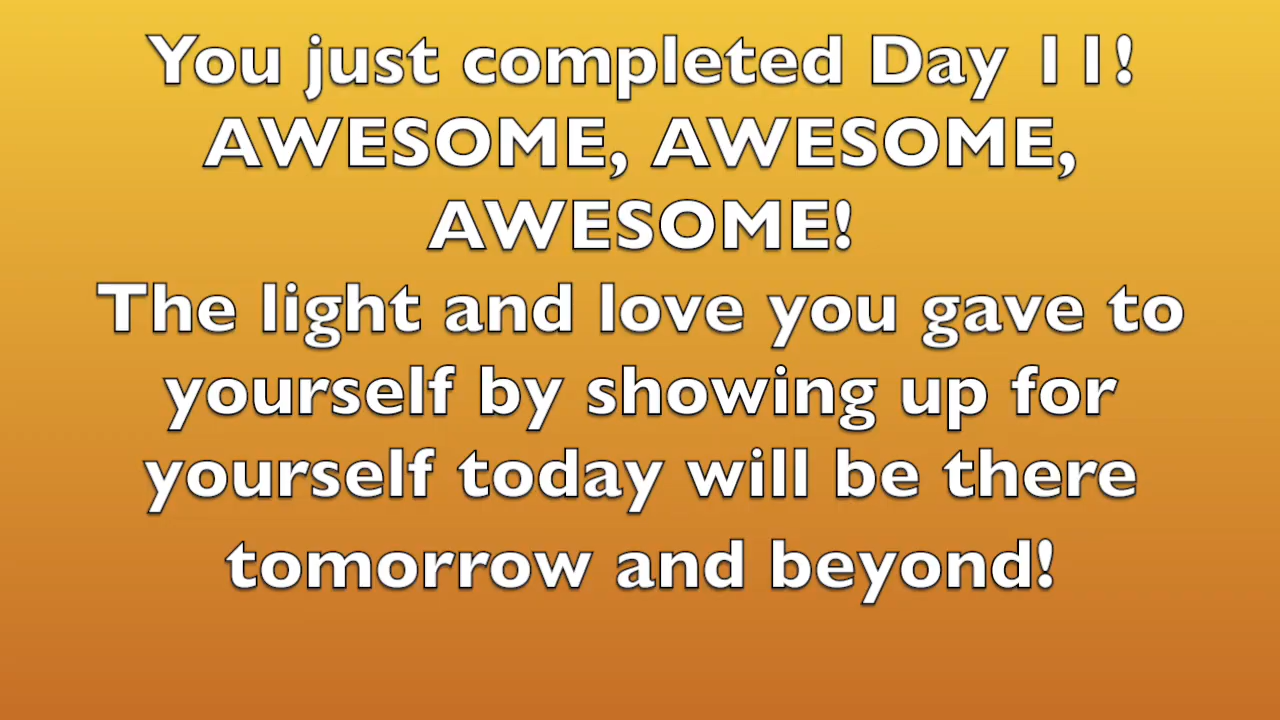 You just completed Day 11!
AWESOME, AWESOME,
AWESOME!
The light and love you gave to
yourself by showing up for
yourself today will be there
tomorrow and beyond!